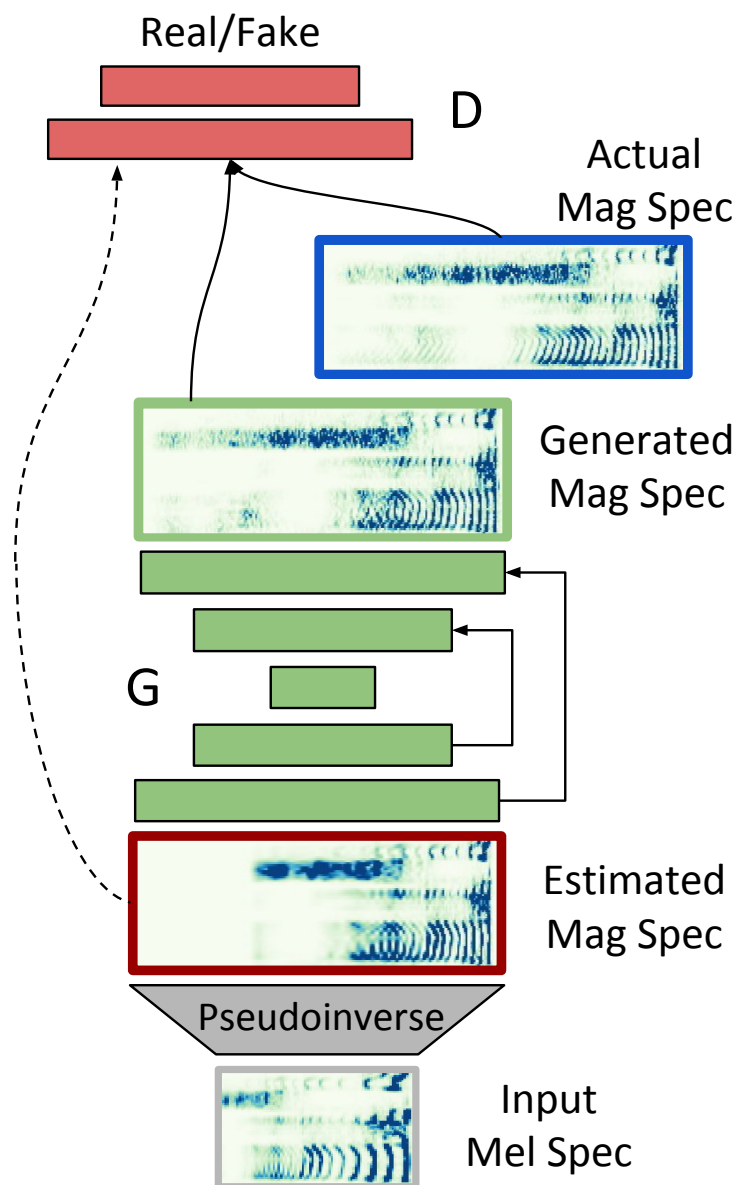 Real/Fake
D
Actual
Mag Spec
Generated
Mag Spec
G
Estimated
Mag Spec
Pseudoinverse
Input
Mel Spec